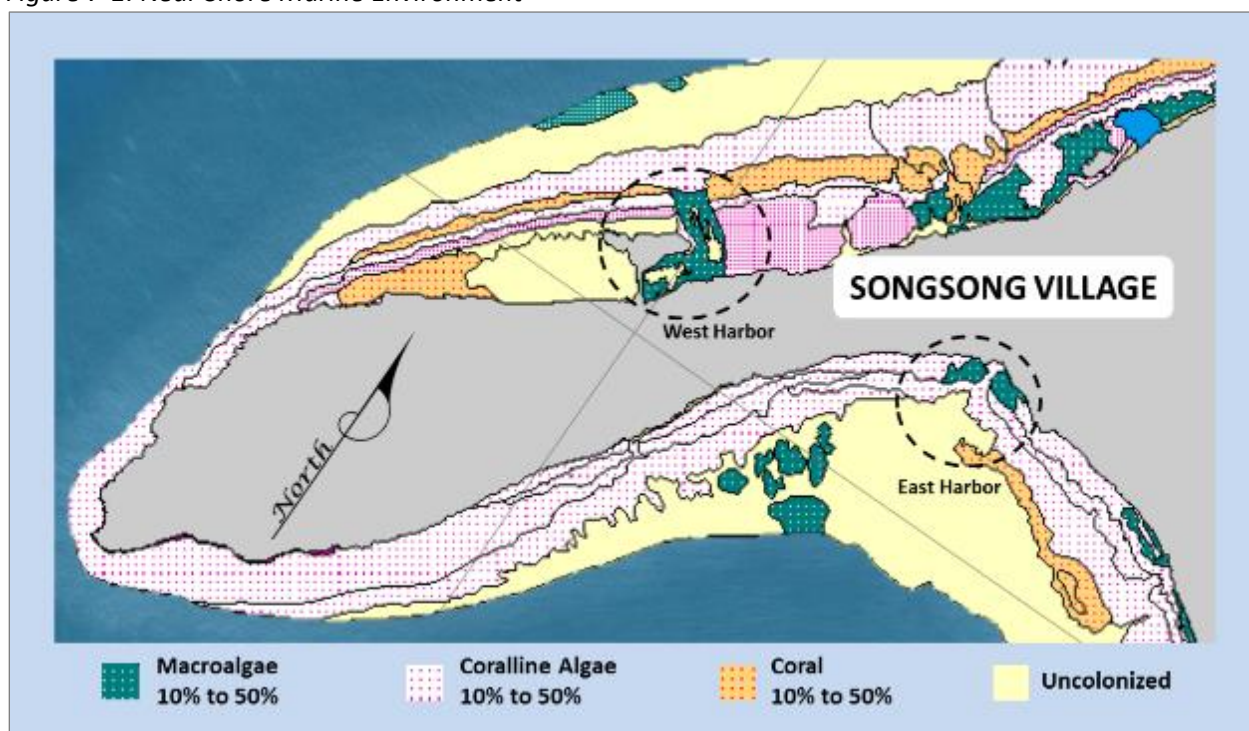 SONGSONG VILLAGE
West Harbor
North
East Harbor
Macroalgae
10% to 50%
Coralline Algae
10% to 50%
Coral
10% to 50%
Uncolonized